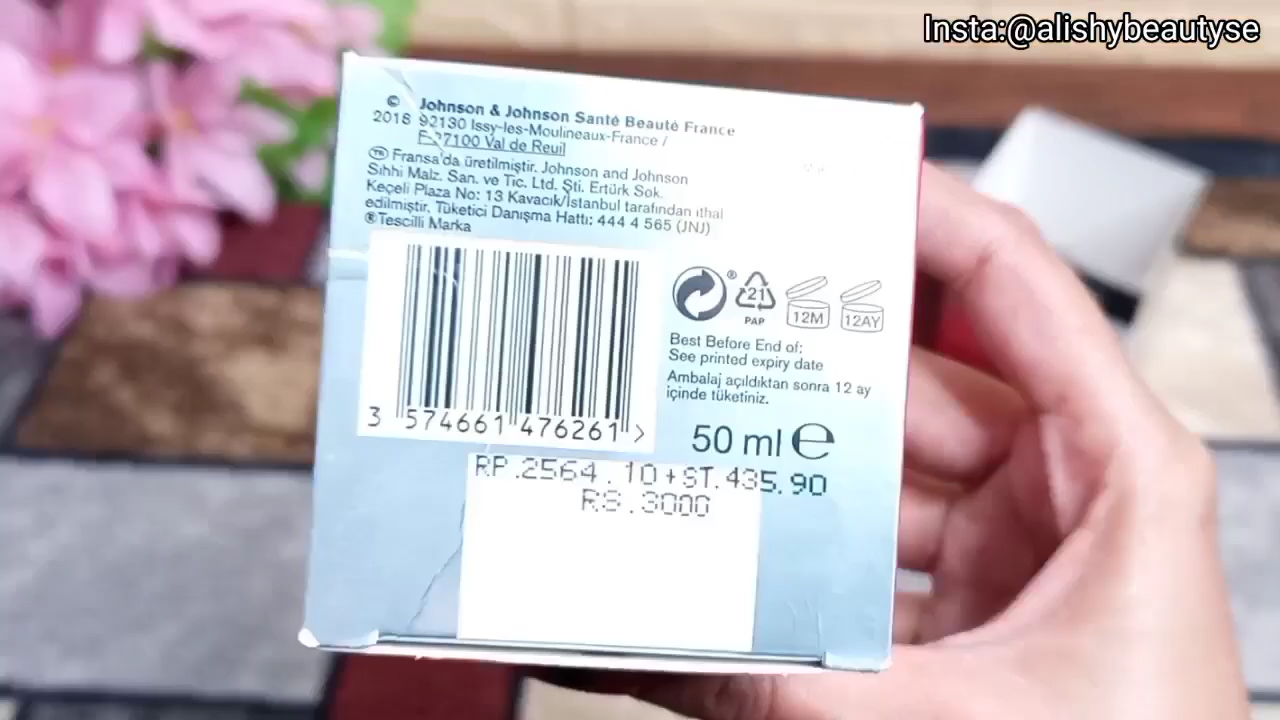 Insta:@alishybeautyse
© Johnson & Johnson Santé Beauté France
2018 92130 Issy-les-Moulineaux-France /
F-27100 Val de Reuil
TR Fransa'da üretilmiştir. Johnson and Johnson
Sıhhi Malz. San. ve Tic. Ltd. Şti. Ertürk Sok.
Keçeli Plaza No: 13 Kavacık/İstanbul tarafından ithal
edilmiştir. Tüketici Danışma Hattı: 444 4 565 (JNJ)
®Tescilli Marka
3 574661 476261 >
®
21
PAP
12M
12AY
Best Before End of:
See printed expiry date
Ambalaj açıldıktan sonra 12 ay
içinde tüketiniz.
50 ml e
RP.2564.10+ST.435.90
RS.3000